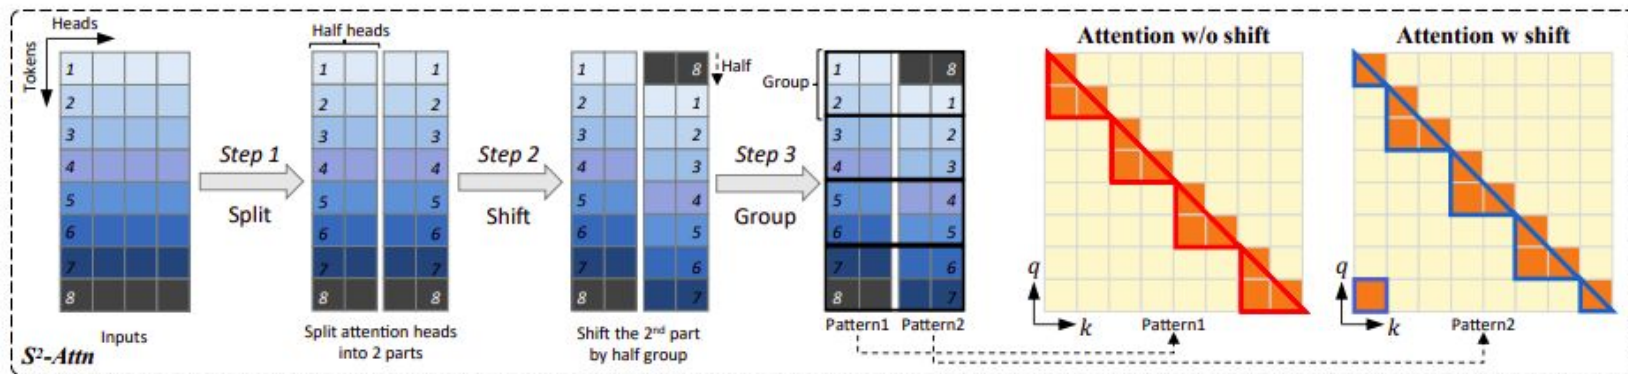 Heads
Tokens
1
2
3
4
5
6
7
8
Inputs
S²-Attn
Step 1
Split
Half heads
1 1
2 2
3 3
4 4
5 5
6 6
7 7
8 8
Split attention heads
into 2 parts
Step 2
Shift
1 8
2 1
3 2
4 3
5 4
6 5
7 6
8 7
Half
Shift the 2nd part
by half group
Step 3
Group
Group
1 8
2 1
3 2
4 3
5 4
6 5
7 6
8 7
Pattern1 Pattern2
Attention w/o shift
q
k
Pattern1
Attention w shift
q
k
Pattern2